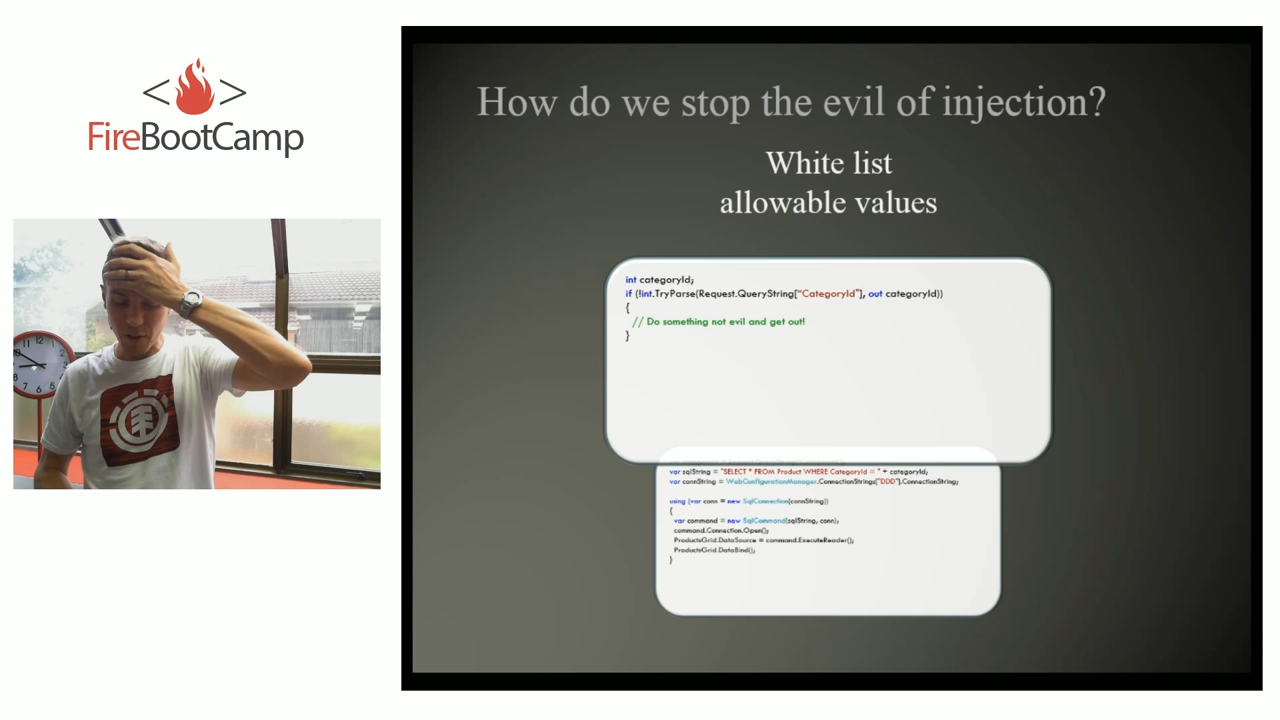 FireBootCamp
How do we stop the evil of injection?
White list
allowable values
int categoryId;
if (!int.TryParse(Request.QueryString["CategoryId"], out categoryId))
{
// Do something not evil and get out!
}
var sqlString = "SELECT * FROM Product WHERE CategoryId = " + categoryId;
var connString = WebConfigurationManager.ConnectionStrings["DDD"].ConnectionString;
using (var conn = new SqlConnection(connString))
{
var command = new SqlCommand(sqlString, conn);
command.Connection.Open();
ProductsGrid.DataSource = command.ExecuteReader();
ProductsGrid.DataBind();
}